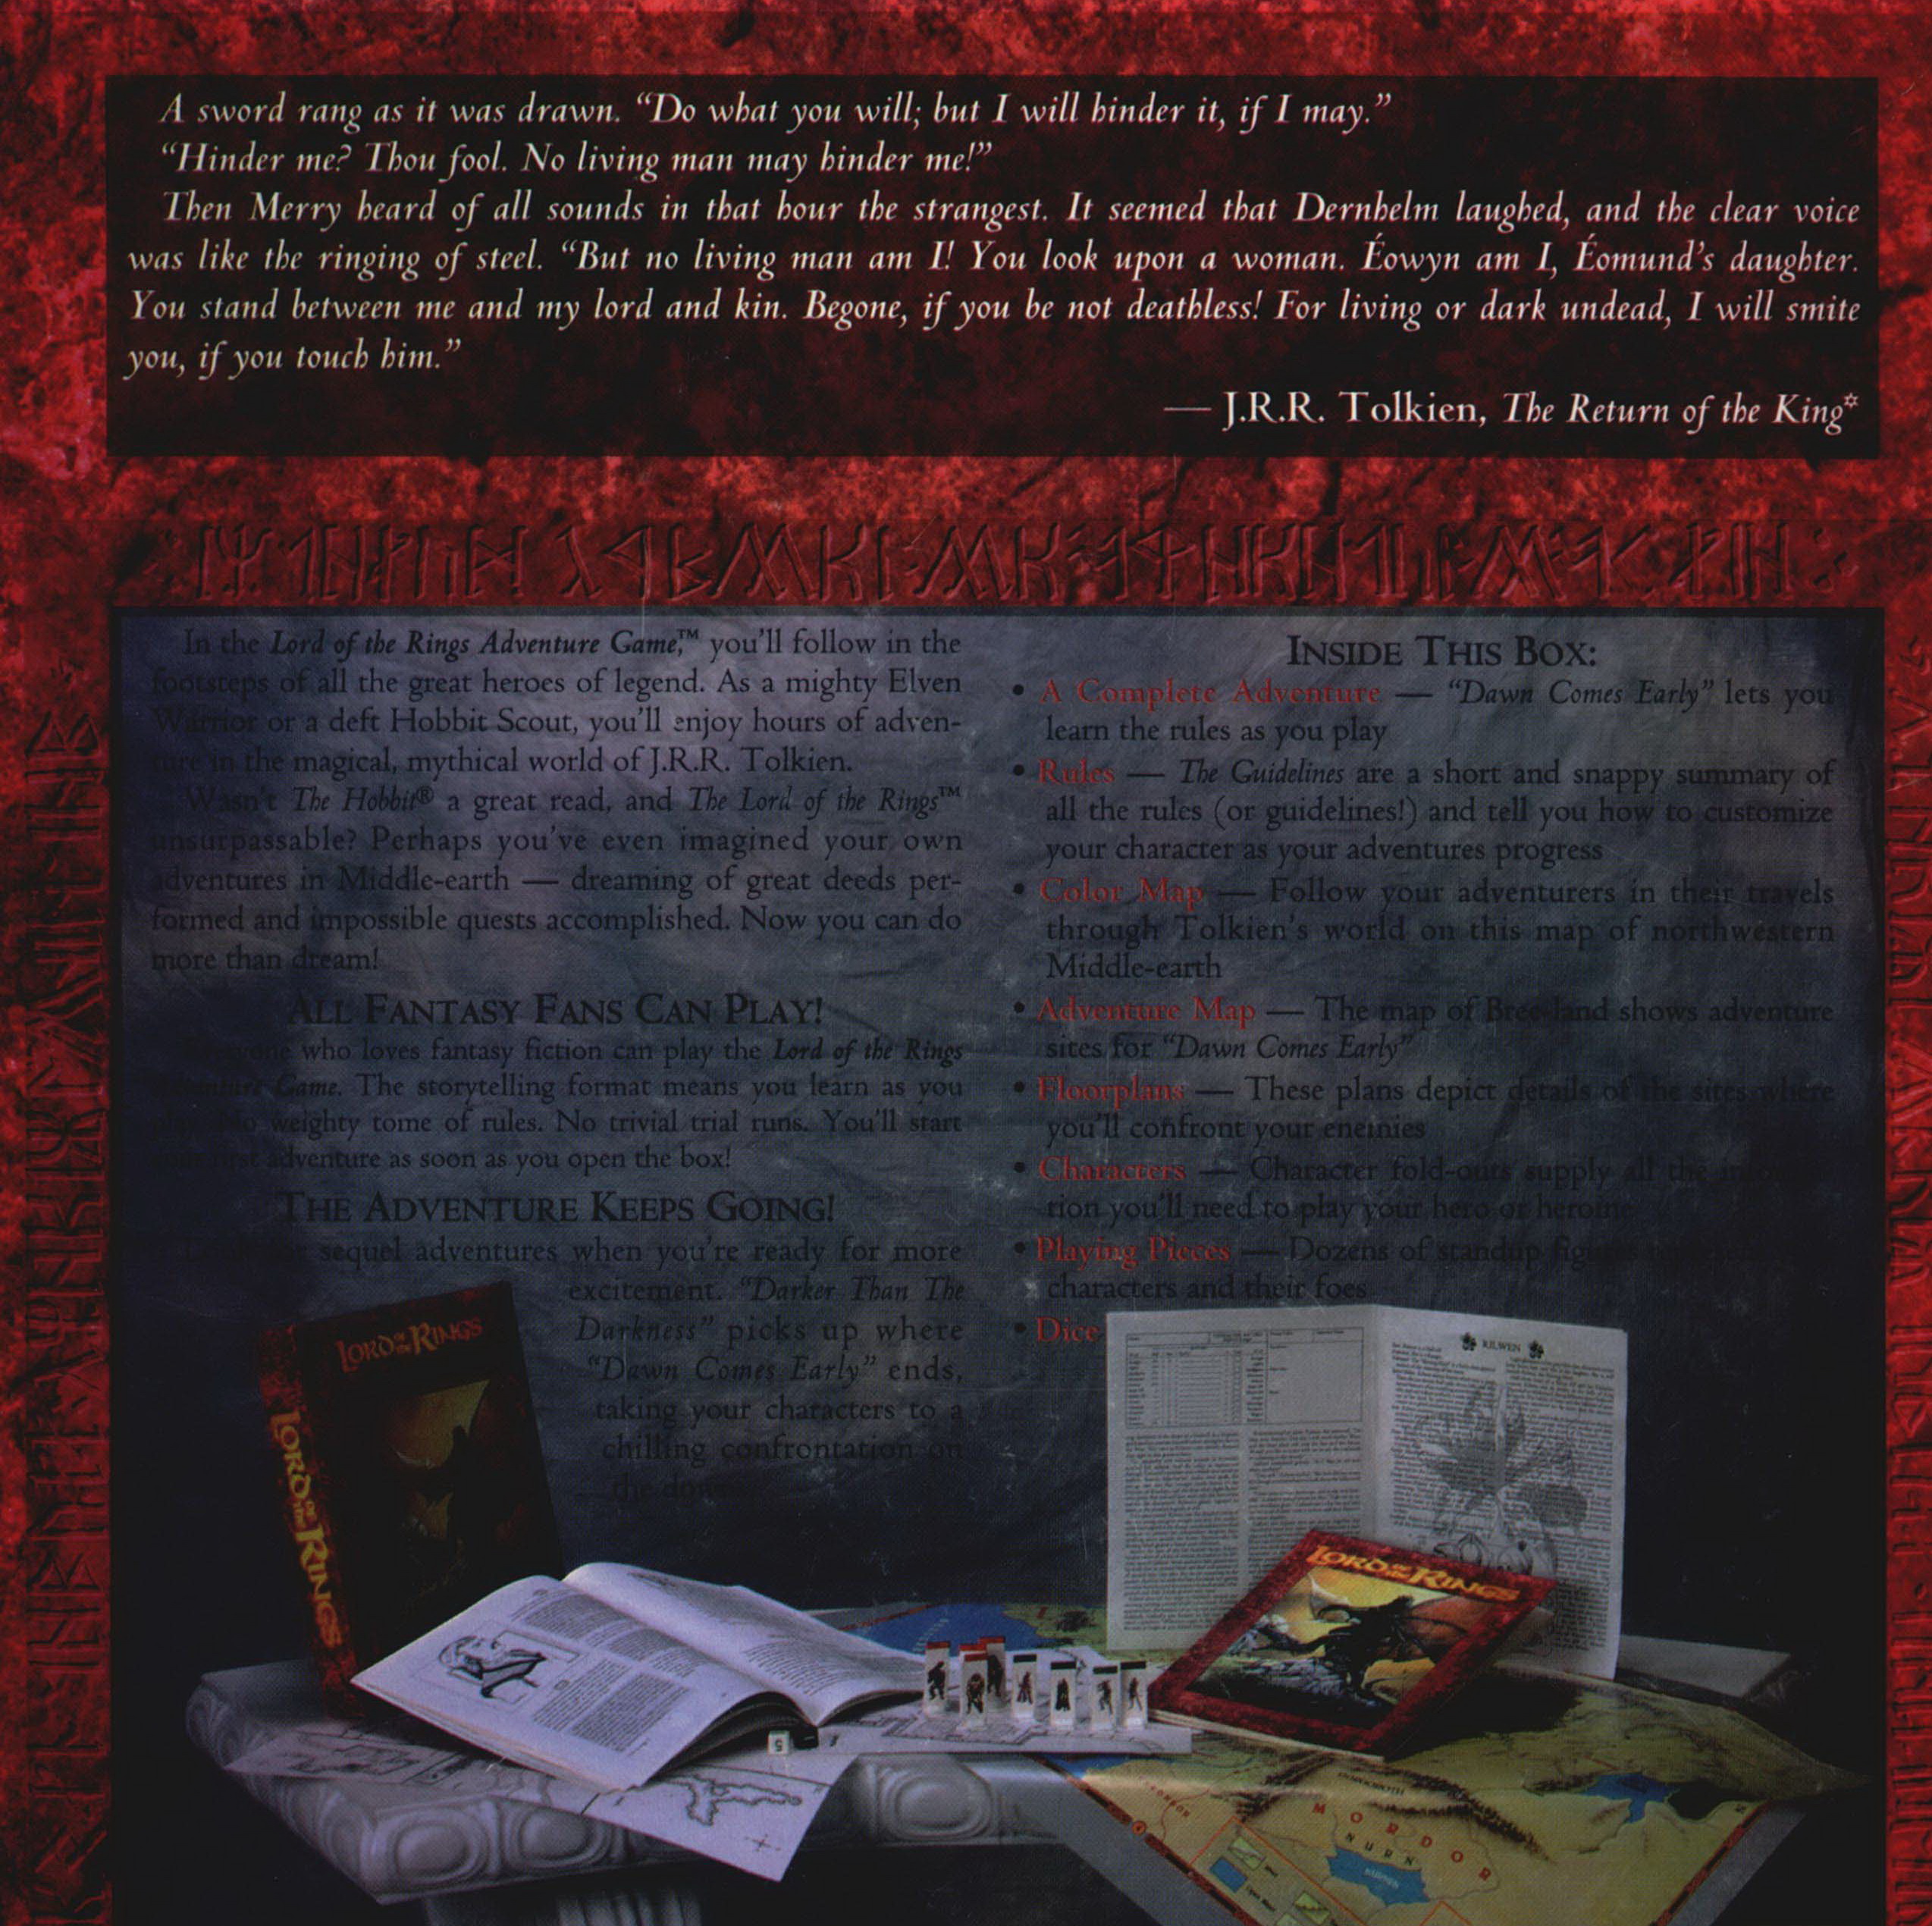 A sword rang as it was drawn. “Do what you will; but I will hinder it, if I may.”
“Hinder me? Thou fool. No living man may hinder me!”
Then Merry heard of all sounds in that hour the strangest. It seemed that Dernhelm laughed, and the clear voice
was like the ringing of steel. “But no living man am I! You look upon a woman. Éowyn am I, Éomund’s daughter.
You stand between me and my lord and kin. Begone, if you be not deathless! For living or dark undead, I will smite
you, if you touch him.”
— J.R.R. Tolkien, The Return of the King✡
In the Lord of the Rings Adventure Game,™ you’ll follow in the
footsteps of all the great heroes of legend. As a mighty Elven
Warrior or a deft Hobbit Scout, you’ll enjoy hours of adven-
ture in the magical, mythical world of J.R.R. Tolkien.
Wasn’t The Hobbit® a great read, and The Lord of the Rings™
unsurpassable? Perhaps you’ve even imagined your own
adventures in Middle-earth — dreaming of great deeds per-
formed and impossible quests accomplished. Now you can do
more than dream!
ALL FANTASY FANS CAN PLAY!
Everyone who loves fantasy fiction can play the Lord of the Rings
Adventure Game. The storytelling format means you learn as you
play. No weighty tome of rules. No trivial trial runs. You’ll start
your first adventure as soon as you open the box!
THE ADVENTURE KEEPS GOING!
sequel adventures when you’re ready for more
excitement. “Darker Than The
Darkness” picks up where
“Dawn Comes Early” ends,
taking your characters to a
chilling confrontation on
the
INSIDE THIS BOX:
• A Complete Adventure — “Dawn Comes Early” lets you
learn the rules as you play
• Rules — The Guidelines are a short and snappy summary of
all the rules (or guidelines!) and tell you how to customize
your character as your adventures progress
• Color Map — Follow your adventurers in their travels
through Tolkien’s world on this map of northwestern
Middle-earth
• Adventure Map — The map of Bree-land shows adventure
sites for “Dawn Comes Early”
• Floorplans — These plans depict details of the sites where
you’ll confront your enemies
• Characters — Character fold-outs supply all the
tion you’ll need to play your hero or heroine
• Playing Pieces — Dozens of standup
characters and their foes
• Dice
LORD OF THE RINGS
LORD OF THE RINGS
RILWEN
LORD OF THE RINGS
5
MORDOR
NURN